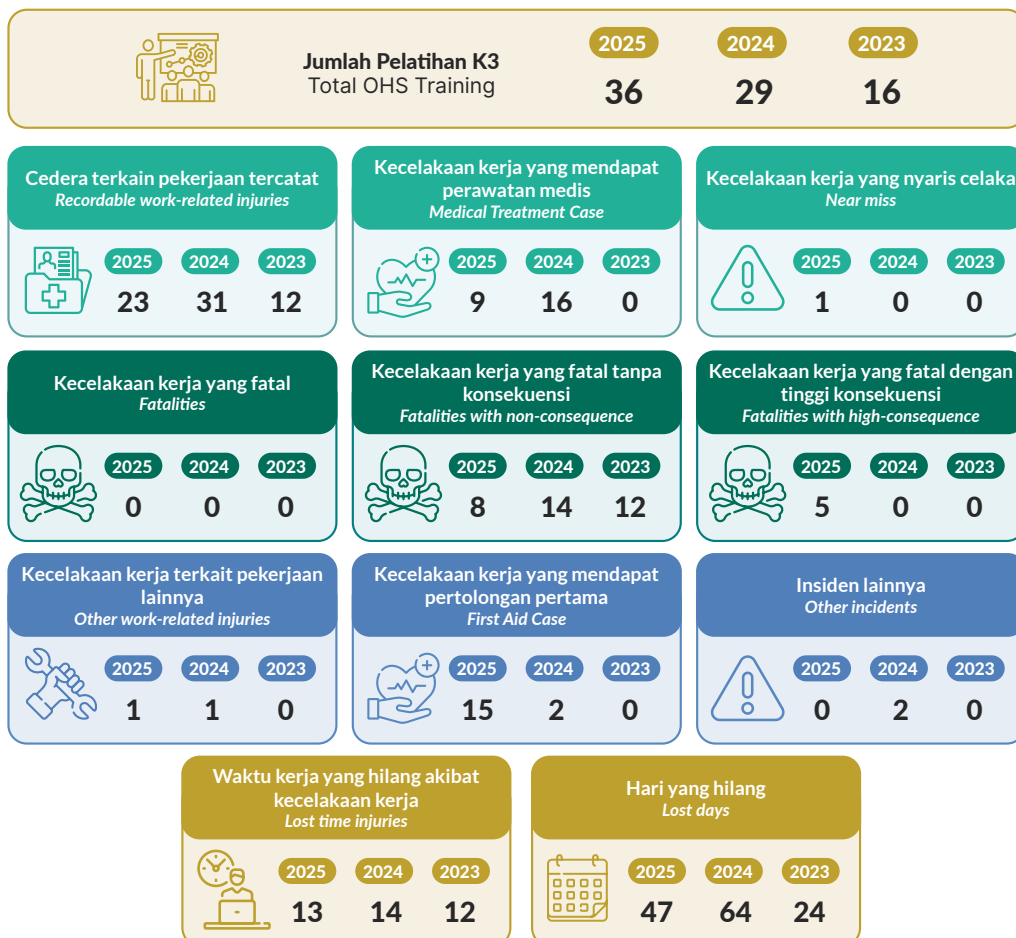 Jumlah Pelatihan K3
Total OHS Training
2025 2024 2023
36 29 16
Cedera terkait pekerjaan tercatat
Recordable work-related injuries
2025 2024 2023
23 31 12
Kecelakaan kerja yang mendapat
perawatan medis
Medical Treatment Case
2025 2024 2023
9 16 0
Kecelakaan kerja yang nyaris celaka
Near miss
2025 2024 2023
1 0 0
Kecelakaan kerja yang fatal
Fatalities
2025 2024 2023
0 0 0
Kecelakaan kerja yang fatal tanpa
konsekuensi
Fatalities with non-consequence
2025 2024 2023
8 14 12
Kecelakaan kerja yang fatal dengan
tinggi konsekuensi
Fatalities with high-consequence
2025 2024 2023
5 0 0
Kecelakaan kerja terkait pekerjaan
lainnya
Other work-related injuries
2025 2024 2023
1 1 0
Kecelakaan kerja yang mendapat
pertolongan pertama
First Aid Case
2025 2024 2023
15 2 0
Insiden lainnya
Other incidents
2025 2024 2023
0 2 0
Waktu kerja yang hilang akibat
kecelakaan kerja
Lost time injuries
2025 2024 2023
13 14 12
Hari yang hilang
Lost days
2025 2024 2023
47 64 24